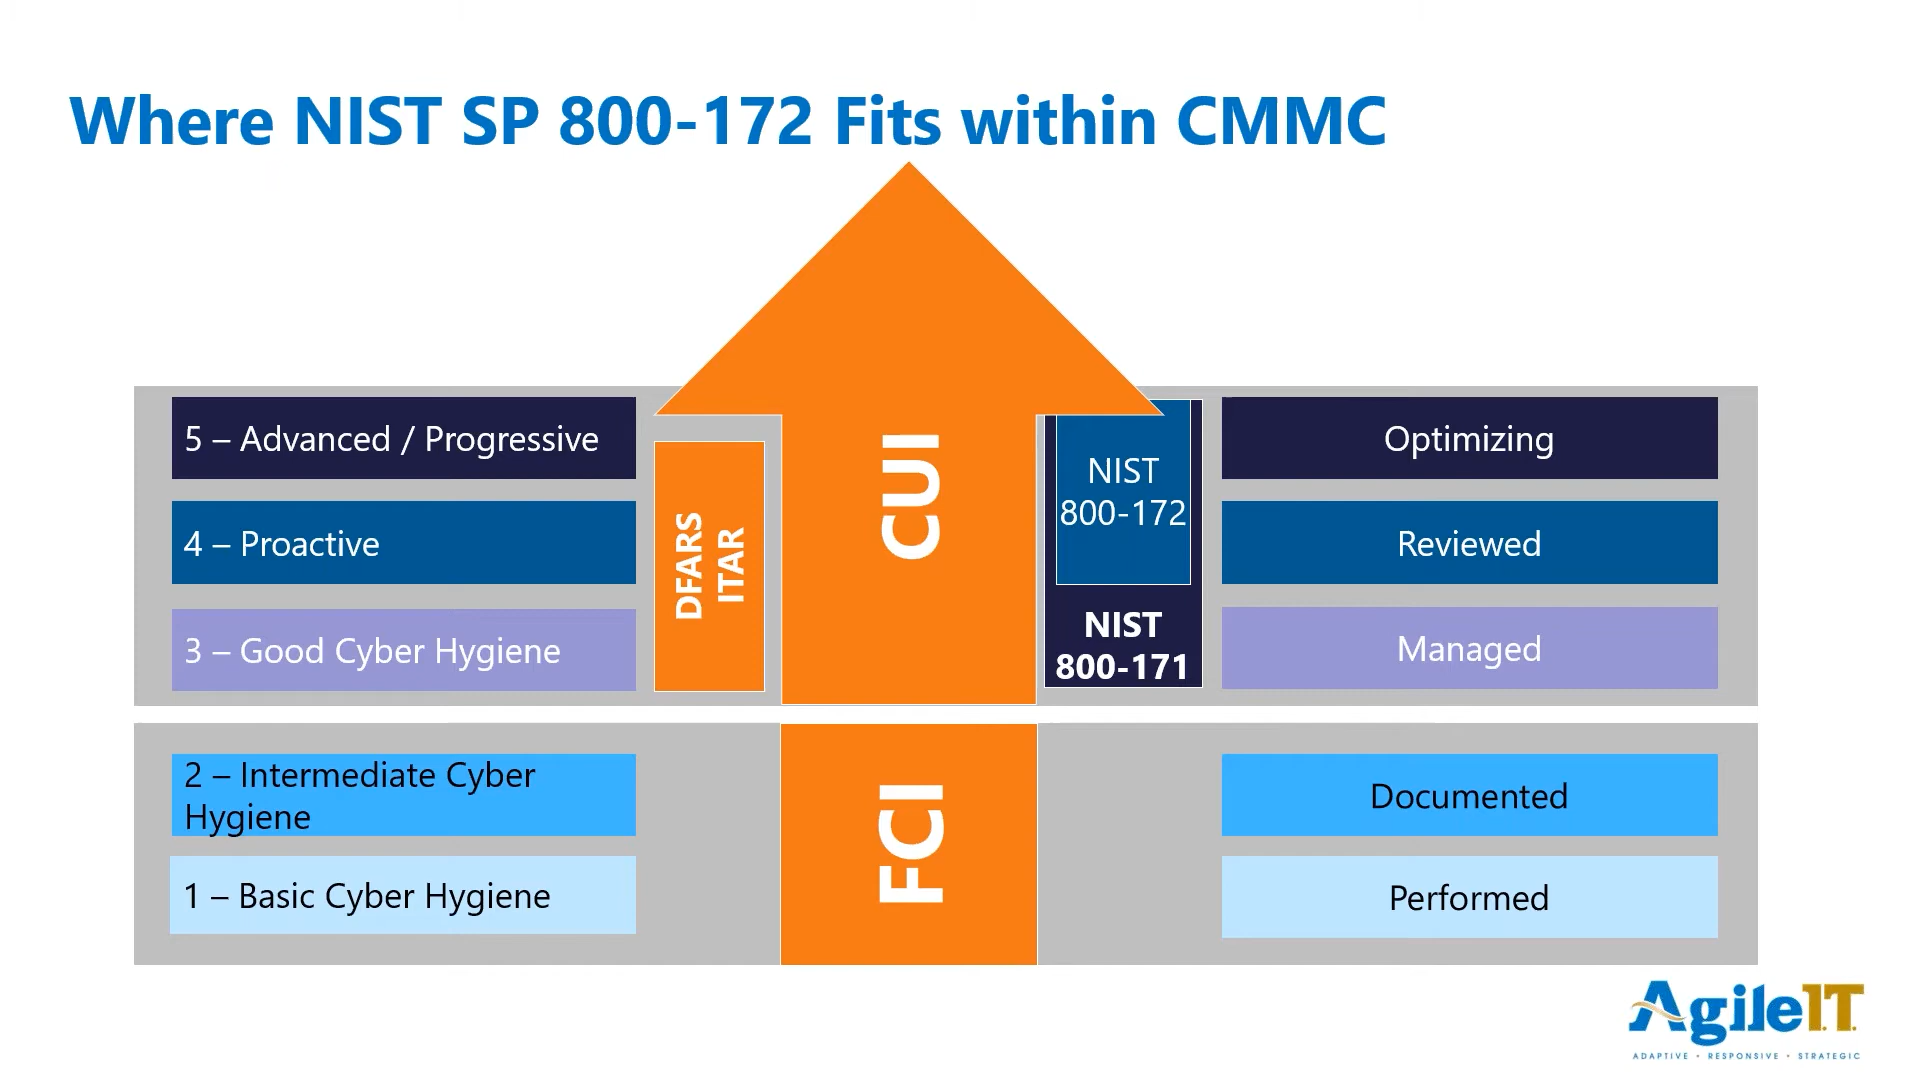 Where NIST SP 800-172 Fits within CMMC
5 – Advanced / Progressive
4 – Proactive
3 – Good Cyber Hygiene
DFARS
ITAR
CUI
NIST
800-172
NIST
800-171
Optimizing
Reviewed
Managed
2 – Intermediate Cyber
Hygiene
1 – Basic Cyber Hygiene
FCI
Documented
Performed
AgileI.T.
ADAPTIVE • RESPONSIVE • STRATEGIC